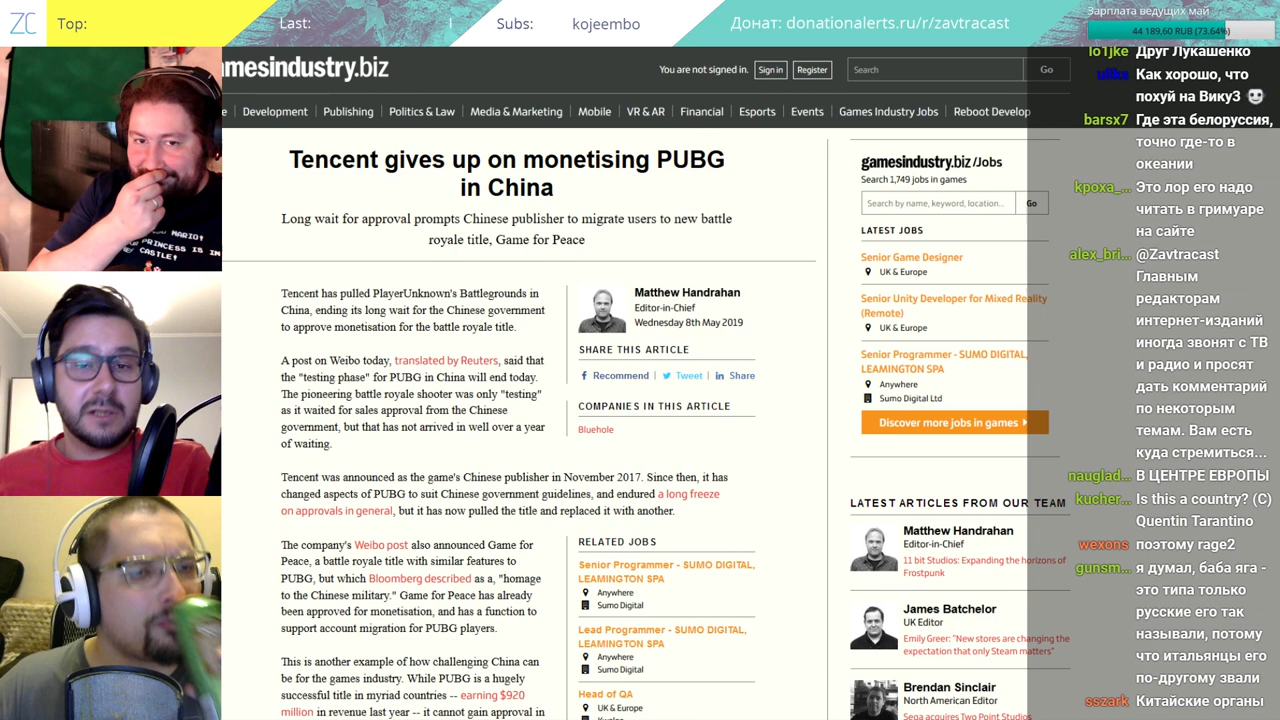 ZC
Top:
Last:
Subs: kojeembo
Донат: donationalerts.ru/r/zavtracast
Зарплата ведущих май
44 189,60 RUB (73.64%)
mesindustry.biz
You are not signed in. Sign in Register
Search Go
Development Publishing Politics & Law Media & Marketing Mobile VR & AR Financial Esports Events Games Industry Jobs Reboot Develop
MARIO!
PRINCESS IS IN
CASTLE!
Tencent gives up on monetising PUBG
in China
Long wait for approval prompts Chinese publisher to migrate users to new battle
royale title, Game for Peace
Tencent has pulled PlayerUnknown's Battlegrounds in
China, ending its long wait for the Chinese government
to approve monetisation for the battle royale title.
A post on Weibo today, translated by Reuters, said that
the "testing phase" for PUBG in China will end today.
The pioneering battle royale shooter was only "testing"
as it waited for sales approval from the Chinese
government, but that has not arrived in well over a year
of waiting.
Matthew Handrahan
Editor-in-Chief
Wednesday 8th May 2019
SHARE THIS ARTICLE
Recommend Tweet Share
COMPANIES IN THIS ARTICLE
Bluehole
Tencent was announced as the game's Chinese publisher in November 2017. Since then, it has
changed aspects of PUBG to suit Chinese government guidelines, and endured a long freeze
on approvals in general, but it has now pulled the title and replaced it with another.
The company's Weibo post also announced Game for
Peace, a battle royale title with similar features to
PUBG, but which Bloomberg described as a, "homage
to the Chinese military." Game for Peace has already
been approved for monetisation, and has a function to
support account migration for PUBG players.
This is another example of how challenging China can
be for the games industry. While PUBG is a hugely
successful title in myriad countries -- earning $920
million in revenue last year -- it cannot gain approval in
RELATED JOBS
Senior Programmer - SUMO DIGITAL,
LEAMINGTON SPA
Anywhere
Sumo Digital
Lead Programmer - SUMO DIGITAL,
LEAMINGTON SPA
Anywhere
Sumo Digital
Head of QA
UK & Europe
gamesindustry.biz /Jobs
Search 1,749 jobs in games
Search by name, keyword, location... Go
LATEST JOBS
Senior Game Designer
UK & Europe
Senior Unity Developer for Mixed Reality
(Remote)
UK & Europe
Senior Programmer - SUMO DIGITAL,
LEAMINGTON SPA
Anywhere
Sumo Digital Ltd
Discover more jobs in games
LATEST ARTICLES FROM OUR TEAM
Matthew Handrahan
Editor-in-Chief
11 bit Studios: Expanding the horizons of
Frostpunk
James Batchelor
UK Editor
Emily Greer: "New stores are changing the
expectation that only Steam matters"
Brendan Sinclair
North American Editor
Sega acquires Two Point Studios
lo1jke Друг Лукашенко
Как хорошо, что
похуй на Вику3
barsx7 Где эта белоруссия,
точно где-то в
океании
kpoxa_... Это лор его надо
читать в гримуаре
на сайте
alex_bri... @Zavtracast
Главным
редакторам
интернет-изданий
иногда звонят с ТВ
и радио и просят
дать комментарий
по некоторым
темам. Вам есть
куда стремиться...
nauglad... В ЦЕНТРЕ ЕВРОПЫ
kucher... Is this a country? (C)
Quentin Tarantino
wexons поэтому rage2
gunsm... я думал, баба яга -
это типа только
русские его так
называли, потому
что итальянцы его
по-другому звали
sszark Китайские органы